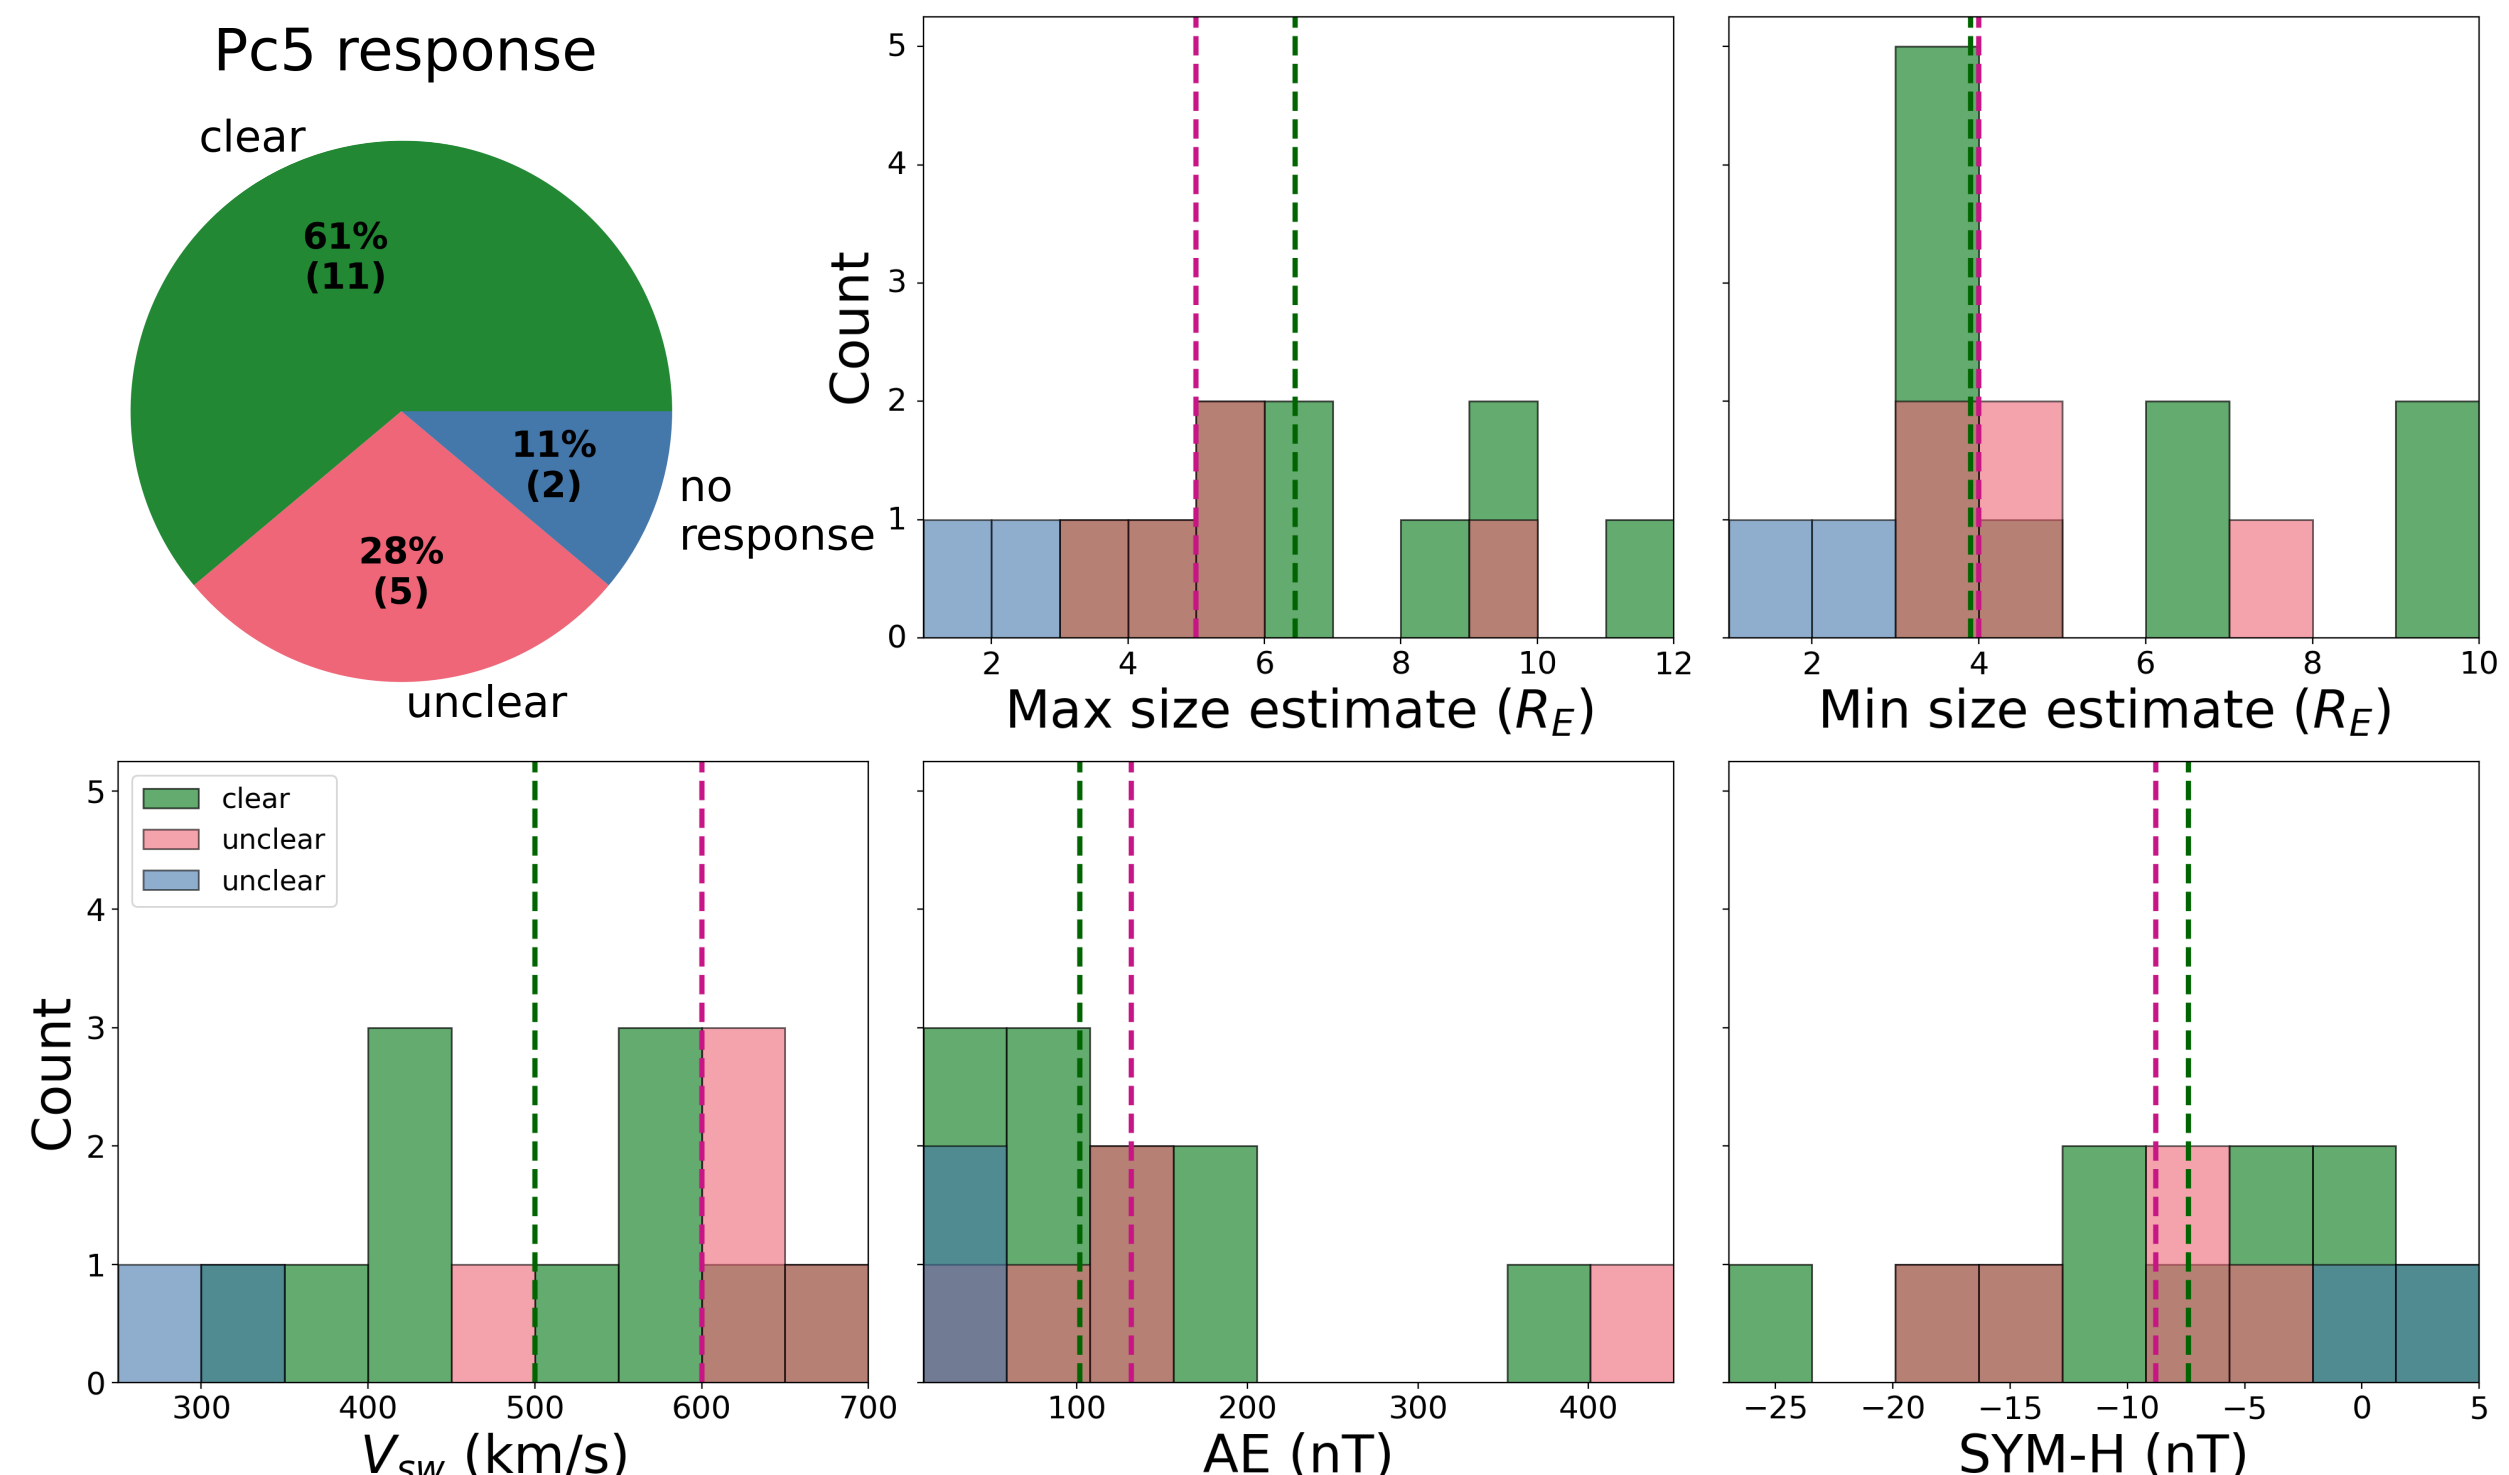 Pc5 response
clear
61%
(11)
11%
(2)
no
response
28%
(5)
unclear
Count
5
4
3
2
1
0
2 4 6 8 10 12
Max size estimate (R_E)
2 4 6 8 10
Min size estimate (R_E)
Count
5
4
3
2
1
0
clear
unclear
unclear
300 400 500 600 700
V_sw (km/s)
100 200 300 400
AE (nT)
−25 −20 −15 −10 −5 0 5
SYM-H (nT)